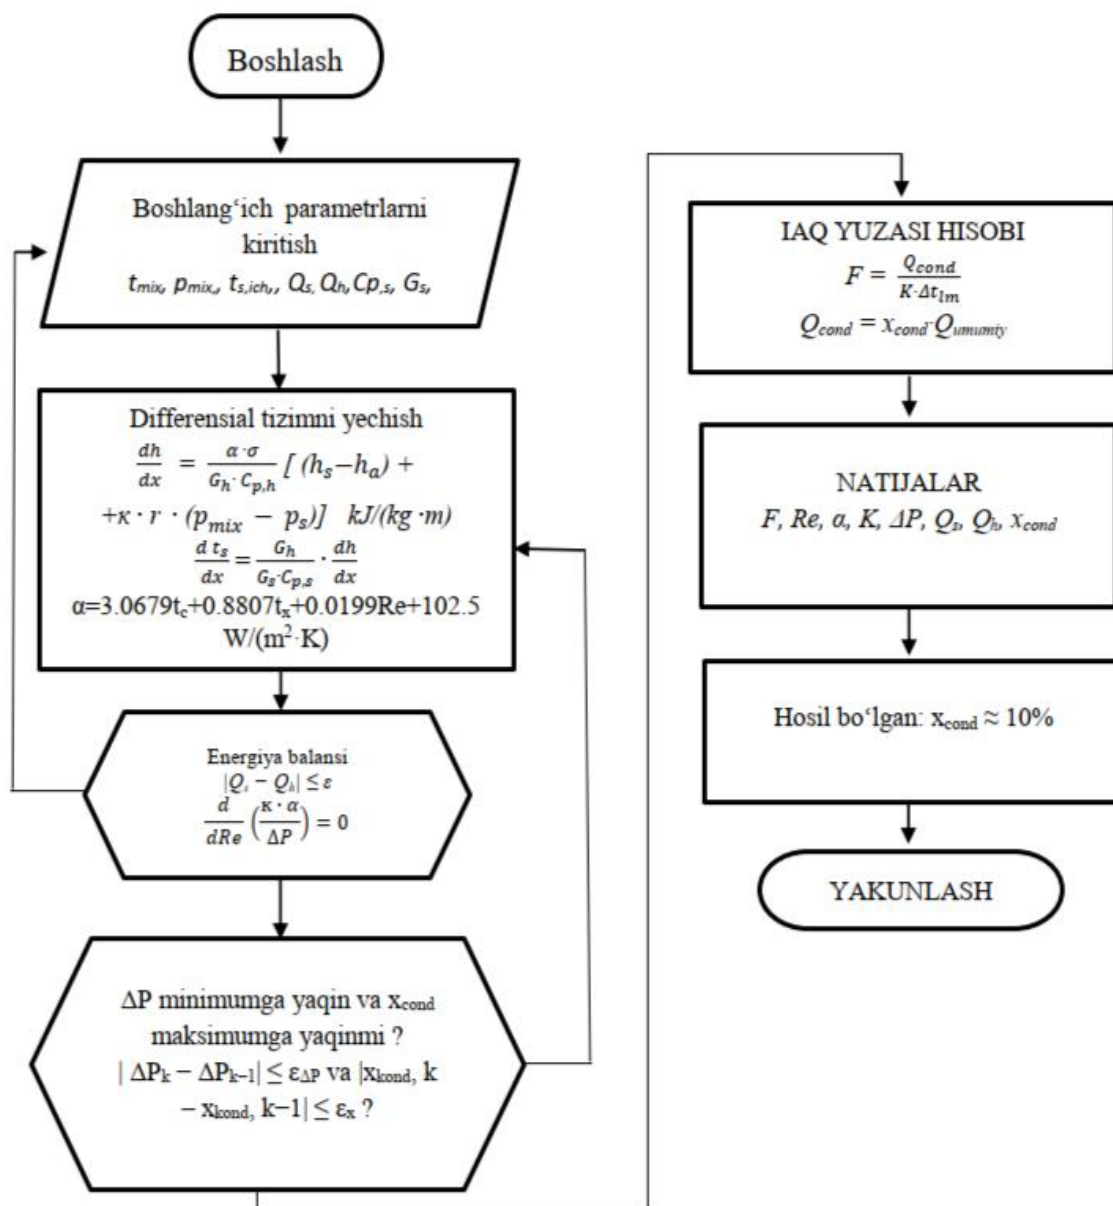 Boshlash
Boshlang‘ich parametrlarni
kiritish
t_mix, p_mix,, t_s,ich,, Q_s, Q_h, Cp,s, G_s,
Differensial tizimni yechish
dh/dx = α·σ/(G_h·C_p,h) [ (h_s−h_a) +
+κ · r · (p_mix − p_s)] kJ/(kg ·m)
d t_s/dx = G_h/(G_s·C_p,s) · dh/dx
α=3.0679t_c+0.8807t_x+0.0199Re+102.5
W/(m²·K)
Energiya balansi
|Q_s − Q_h| ≤ ε
d/dRe (κ · α/ΔP) = 0
ΔP minimumga yaqin va x_cond
maksimumga yaqinmi ?
| ΔP_k − ΔP_k−1| ≤ ε_ΔP va |x_kond, k
− x_kond, k−1| ≤ ε_x ?
IAQ YUZASI HISOBI
F = Q_cond/(K·Δt_lm)
Q_cond = x_cond·Q_umumiy
NATIJALAR
F, Re, α, K, ΔP, Q_s, Q_h, x_cond
Hosil bo‘lgan: x_cond ≈ 10%
YAKUNLASH